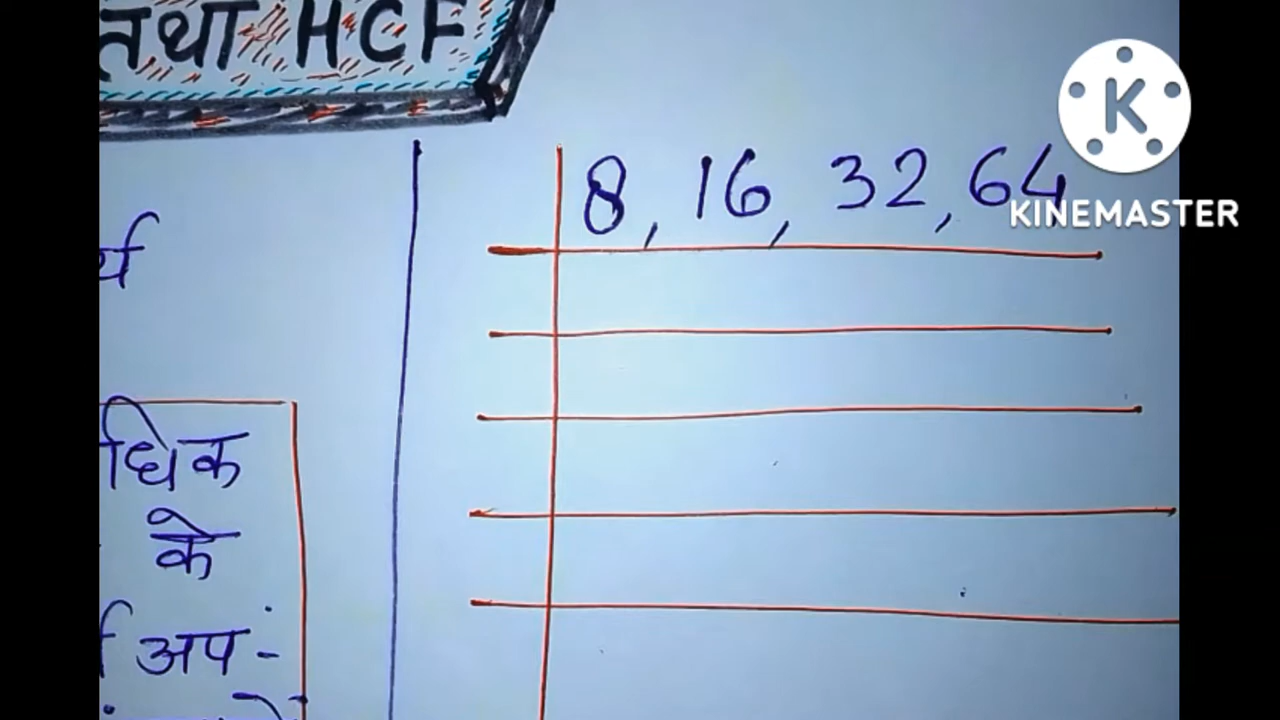 तथा HCF
8, 16, 32, 64
K
KINEMASTER
के
अपं-